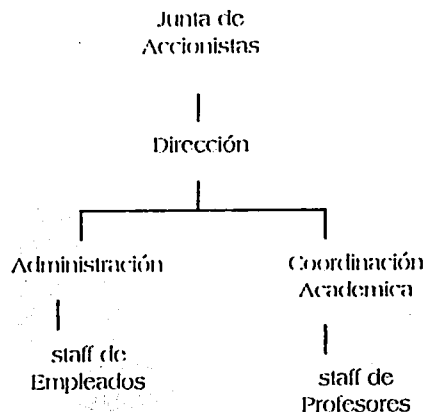 Junta de
Accionistas
Dirección
Administración
Coordinación
Academica
staff de
Empleados
staff de
Profesores